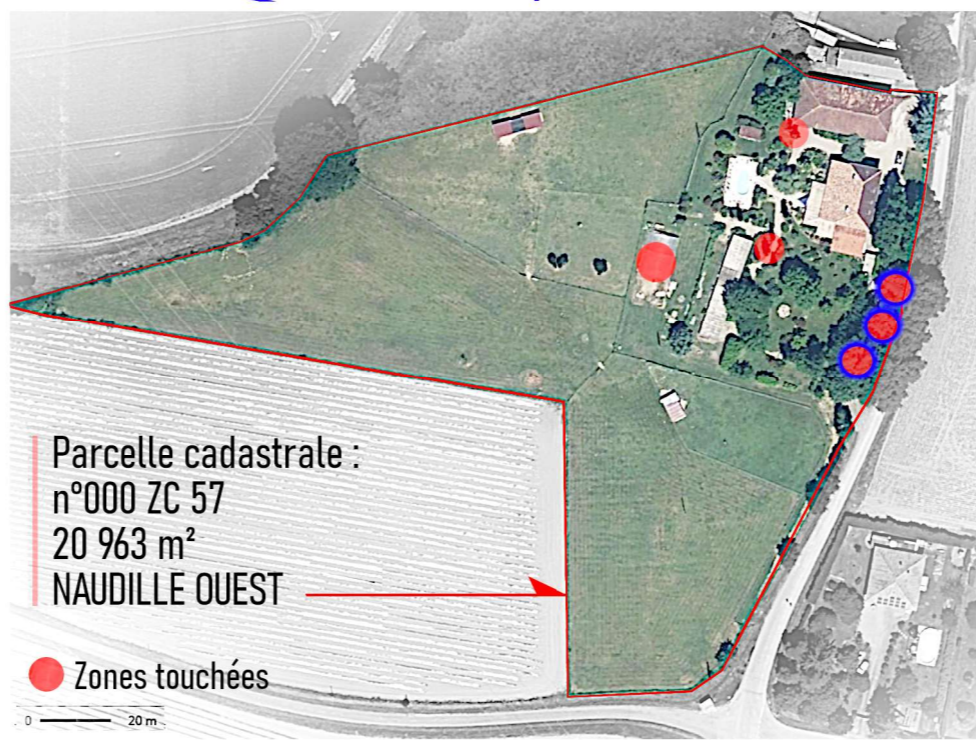 Parcelle cadastrale :
n°000 ZC 57
20 963 m²
NAUDILLE OUEST
Zones touchées
0 20 m